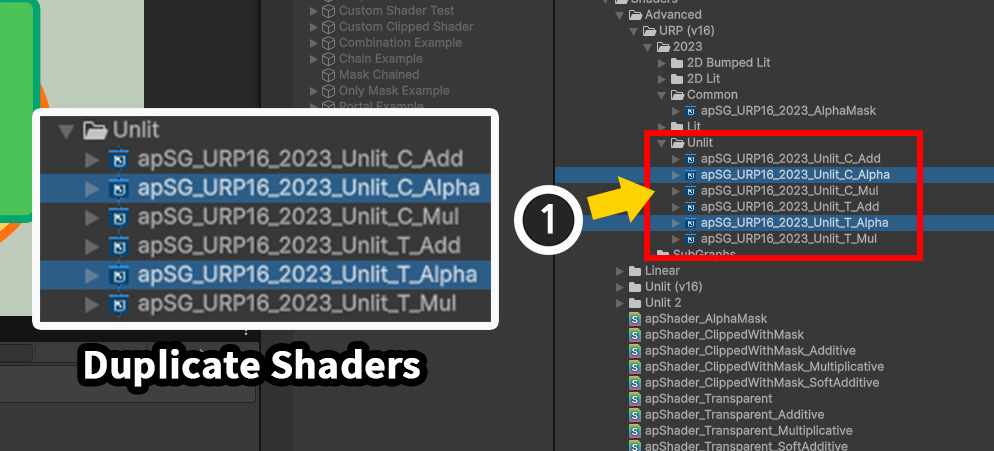 Custom Shader Test
Custom Clipped Shader
Combination Example
Chain Example
Mask Chained
Only Mask Example
Portal Example
Unlit
apSG_URP16_2023_Unlit_C_Add
apSG_URP16_2023_Unlit_C_Alpha
apSG_URP16_2023_Unlit_C_Mul
apSG_URP16_2023_Unlit_T_Add
apSG_URP16_2023_Unlit_T_Alpha
apSG_URP16_2023_Unlit_T_Mul
Duplicate Shaders
1
Shaders
Advanced
URP (v16)
2023
2D Bumped Lit
2D Lit
Common
apSG_URP16_2023_AlphaMask
Lit
Unlit
apSG_URP16_2023_Unlit_C_Add
apSG_URP16_2023_Unlit_C_Alpha
apSG_URP16_2023_Unlit_C_Mul
apSG_URP16_2023_Unlit_T_Add
apSG_URP16_2023_Unlit_T_Alpha
apSG_URP16_2023_Unlit_T_Mul
SubGraphs
Linear
Unlit (v16)
Unlit 2
apShader_AlphaMask
apShader_ClippedWithMask
apShader_ClippedWithMask_Additive
apShader_ClippedWithMask_Multiplicative
apShader_ClippedWithMask_SoftAdditive
apShader_Transparent
apShader_Transparent_Additive
apShader_Transparent_Multiplicative
apShader_Transparent_SoftAdditive